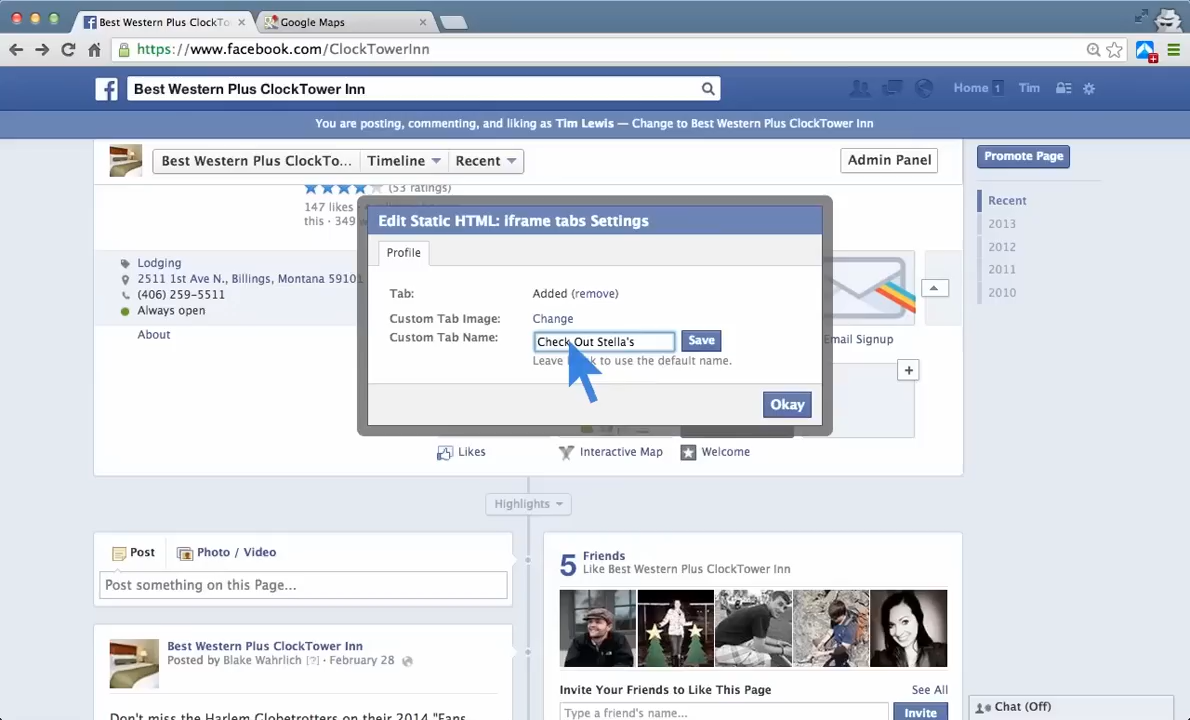 Best Western Plus ClockTo
Google Maps
https://www.facebook.com/ClockTowerInn
Best Western Plus ClockTower Inn
Home 1
Tim
You are posting, commenting, and liking as Tim Lewis — Change to Best Western Plus ClockTower Inn
Best Western Plus ClockTo...
Timeline
Recent
Admin Panel
Promote Page
Recent
2013
2012
2011
2010
(53 ratings)
147 likes
this · 349 w
Lodging
2511 1st Ave N., Billings, Montana 59101
(406) 259-5511
Always open
About
Edit Static HTML: iframe tabs Settings
Profile
Tab: Added (remove)
Custom Tab Image: Change
Custom Tab Name: Check Out Stella's Save
Leave to use the default name.
Okay
Email Signup
+
Likes
Interactive Map
Welcome
Highlights
Post
Photo / Video
Post something on this Page...
5 Friends
Like Best Western Plus ClockTower Inn
Best Western Plus ClockTower Inn
Posted by Blake Wahrlich [?] · February 28
Don't miss the Harlem Globetrotters on their 2014 "Fans
Invite Your Friends to Like This Page
See All
Type a friend's name...
Invite
Chat (Off)